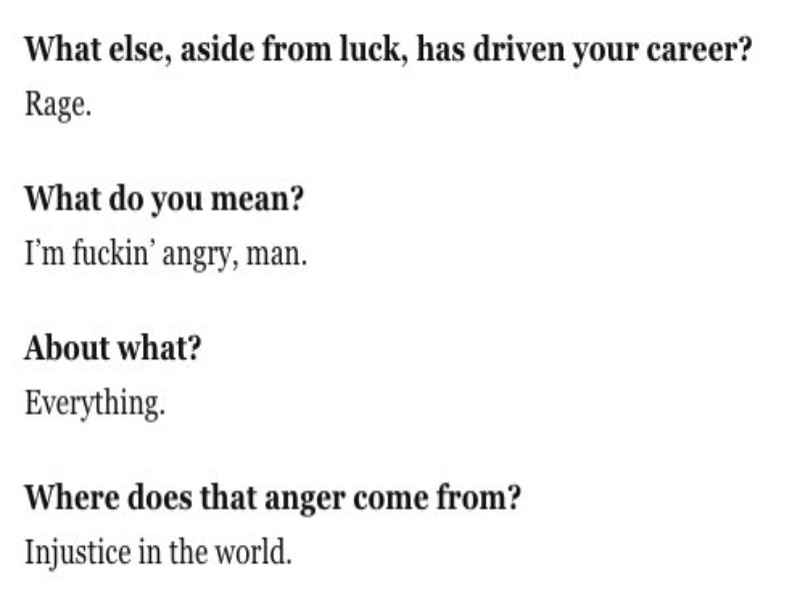 What else, aside from luck, has driven your career?
Rage.
What do you mean?
I’m fuckin’ angry, man.
About what?
Everything.
Where does that anger come from?
Injustice in the world.